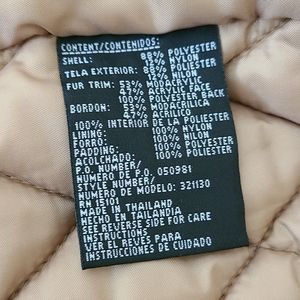 CONTENT/CONTENIDOS:
SHELL: 88% POLYESTER
12% NYLON
TELA EXTERIOR: 88% POLIESTER
12% NILON
FUR TRIM: 53% MODACRYLIC
47% ACRYLIC FACE
100% POLYESTER BACK
BORDON: 53% MODACRILICA
47% ACRILICO
100% INTERIOR DE LA POLIESTER
LINING: 100% NYLON
FORRO: 100% NILON
PADDING: 100% POLYESTER
ACOLCHADO: 100% POLIESTER
P.O. NUMBER/
NUMERO DE P.O. 050981
STYLE NUMBER/
NUMERO DE MODELO: 321130
RN 15101
MADE IN THAILAND
HECHO EN TAILANDIA
SEE REVERSE SIDE FOR CARE
INSTRUCTIONS
VER EL REVES PARA
INSTRUCCIONES DE CUIDADO